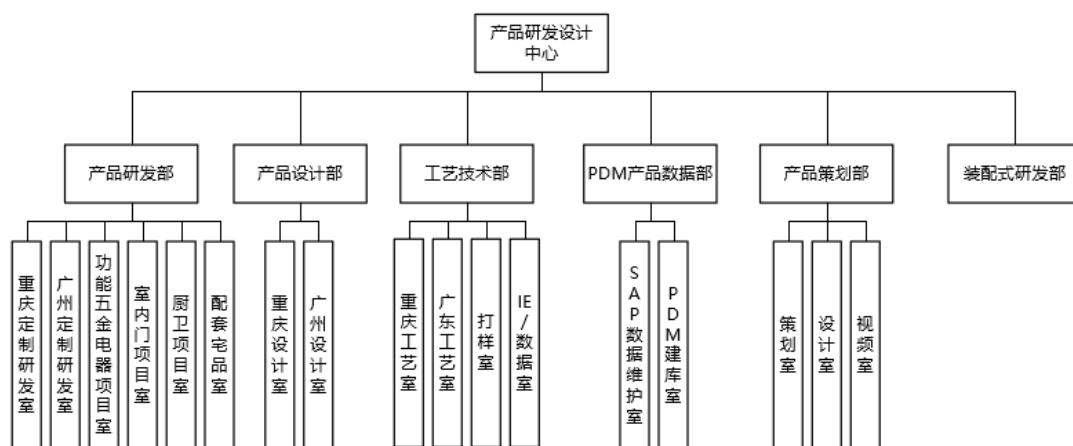 产品研发设计
中心
产品研发部
产品设计部
工艺技术部
PDM产品数据部
产品策划部
装配式研发部
重庆定制研发室
广州定制研发室
功能五金电器项目室
室内门项目室
厨卫项目室
配套宅品室
重庆设计室
广州设计室
重庆工艺室
广东工艺室
打样室
IE/数据室
SAP数据维护室
PDM建库室
策划室
设计室
视频室